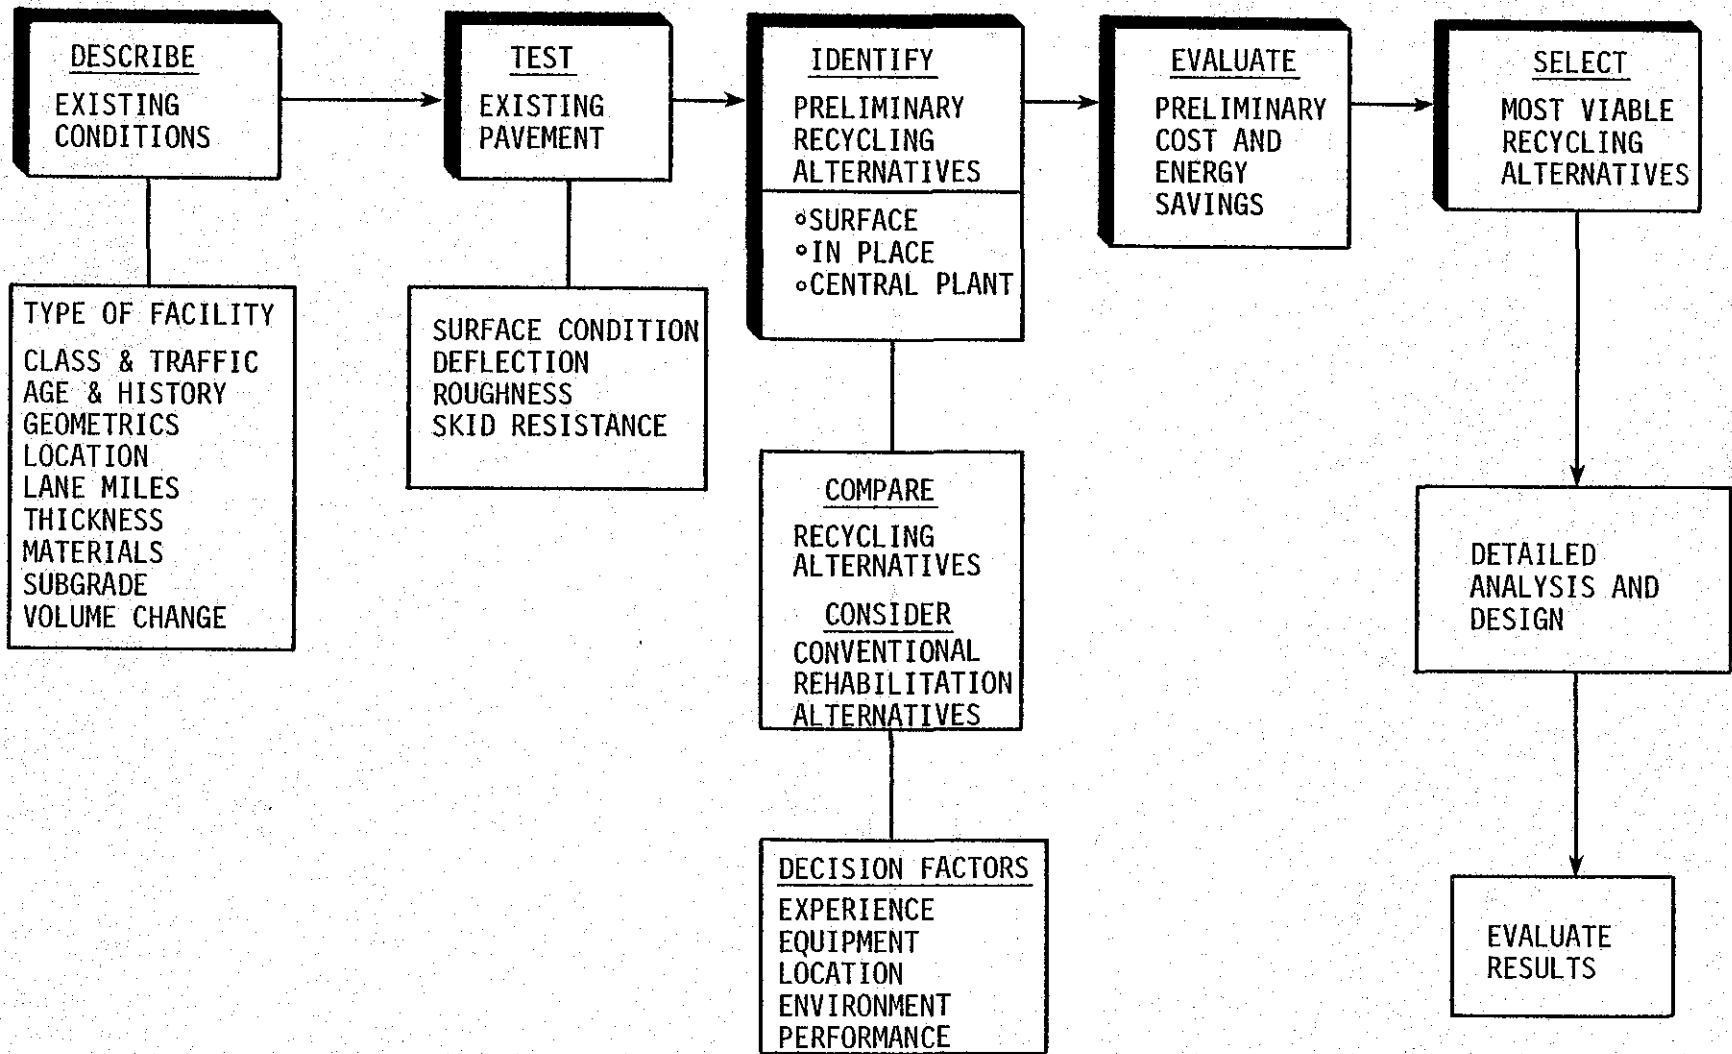 DESCRIBE
EXISTING
CONDITIONS
TEST
EXISTING
PAVEMENT
IDENTIFY
PRELIMINARY
RECYCLING
ALTERNATIVES
∘SURFACE
∘IN PLACE
∘CENTRAL PLANT
EVALUATE
PRELIMINARY
COST AND
ENERGY
SAVINGS
SELECT
MOST VIABLE
RECYCLING
ALTERNATIVES
TYPE OF FACILITY
CLASS & TRAFFIC
AGE & HISTORY
GEOMETRICS
LOCATION
LANE MILES
THICKNESS
MATERIALS
SUBGRADE
VOLUME CHANGE
SURFACE CONDITION
DEFLECTION
ROUGHNESS
SKID RESISTANCE
COMPARE
RECYCLING
ALTERNATIVES
CONSIDER
CONVENTIONAL
REHABILITATION
ALTERNATIVES
DECISION FACTORS
EXPERIENCE
EQUIPMENT
LOCATION
ENVIRONMENT
PERFORMANCE
DETAILED
ANALYSIS AND
DESIGN
EVALUATE
RESULTS